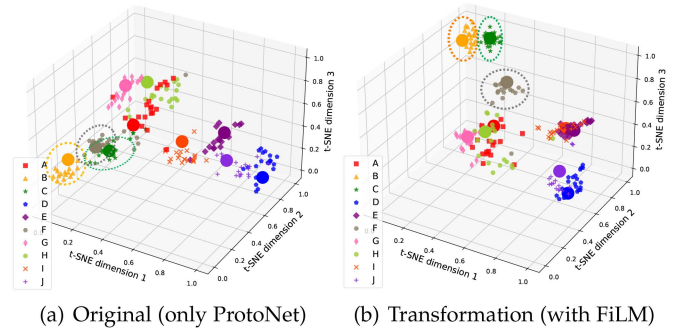 1.0
0.8
0.6
0.4
0.2
0.0
t-SNE dimension 3
A
B
C
D
E
F
G
H
I
J
0.2
0.4
0.6
0.8
1.0
t-SNE dimension 1
0.0
0.2
0.4
0.6
0.8
1.0
t-SNE dimension 2
(a) Original (only ProtoNet)
1.0
0.8
0.6
0.4
0.2
0.0
t-SNE dimension 3
A
B
C
D
E
F
G
H
I
J
0.2
0.4
0.6
0.8
1.0
t-SNE dimension 1
0.0
0.2
0.4
0.6
0.8
1.0
t-SNE dimension 2
(b) Transformation (with FiLM)